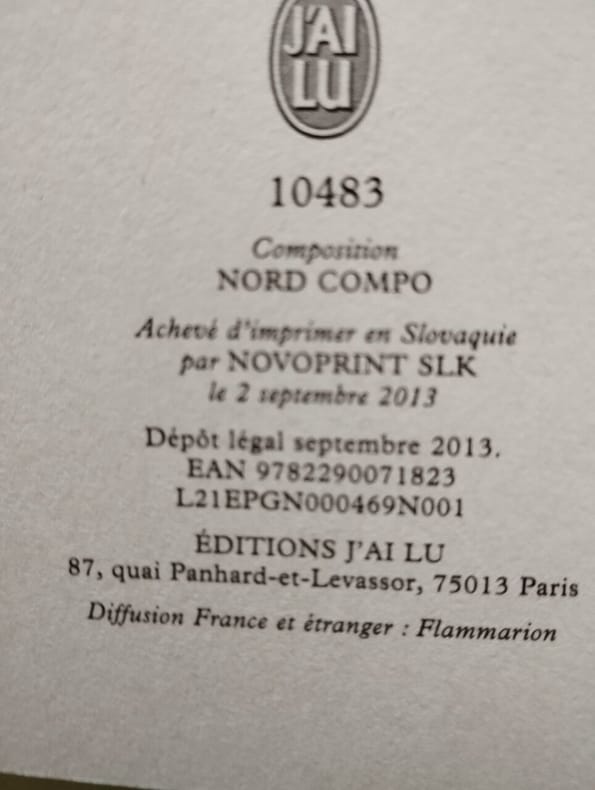 J'AI
LU
10483
Composition
NORD COMPO
Achevé d'imprimer en Slovaquie
par NOVOPRINT SLK
le 2 septembre 2013
Dépôt légal septembre 2013.
EAN 9782290071823
L21EPGN000469N001
ÉDITIONS J'AI LU
87, quai Panhard-et-Levassor, 75013 Paris
Diffusion France et étranger : Flammarion